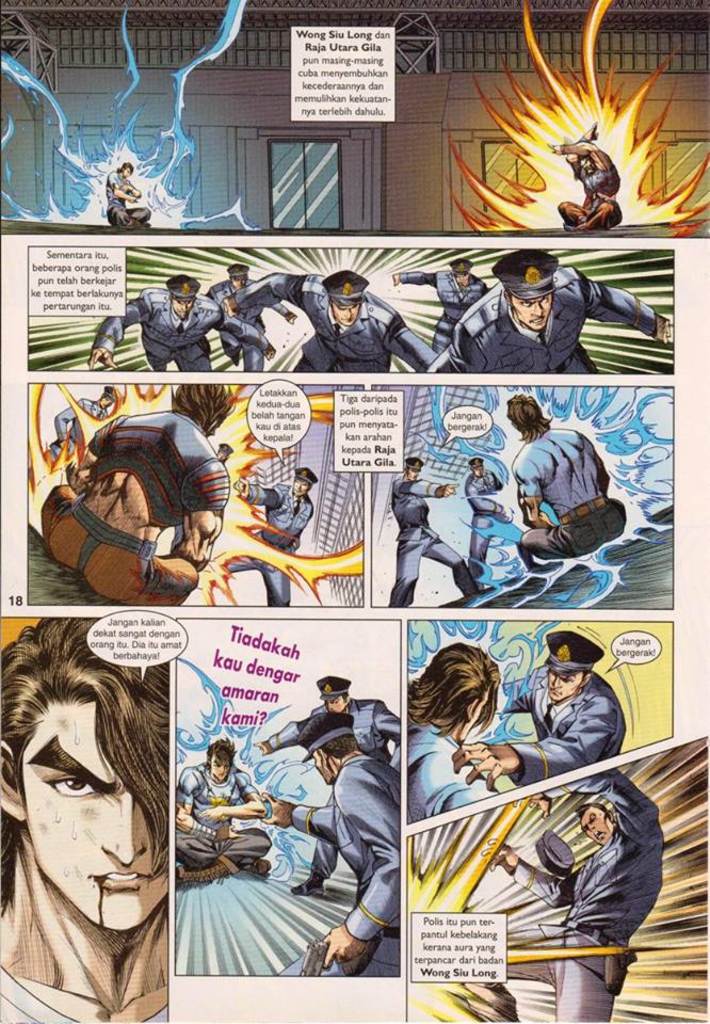 Wong Siu Long dan
Raja Utara Gila
pun masing-masing
cuba menyembuhkan
kecederaannya dan
memulihkan kekuatan-
nya terlebih dahulu.
Sementara itu,
beberapa orang polis
pun telah berkejar
ke tempat berlakunya
pertarungan itu.
Letakkan
kedua-dua
belah tangan
kau di atas
kepala!
Tiga daripada
polis-polis itu
pun menyata-
kan arahan
kepada Raja
Utara Gila.
Jangan
bergerak!
18
Jangan kalian
dekat sangat dengan
orang itu. Dia itu amat
berbahaya!
Tiadakah
kau dengar
amaran
kami?
Jangan
bergerak!
Polis itu pun ter-
pantul kebelakang
kerana aura yang
terpancar dari badan
Wong Siu Long.